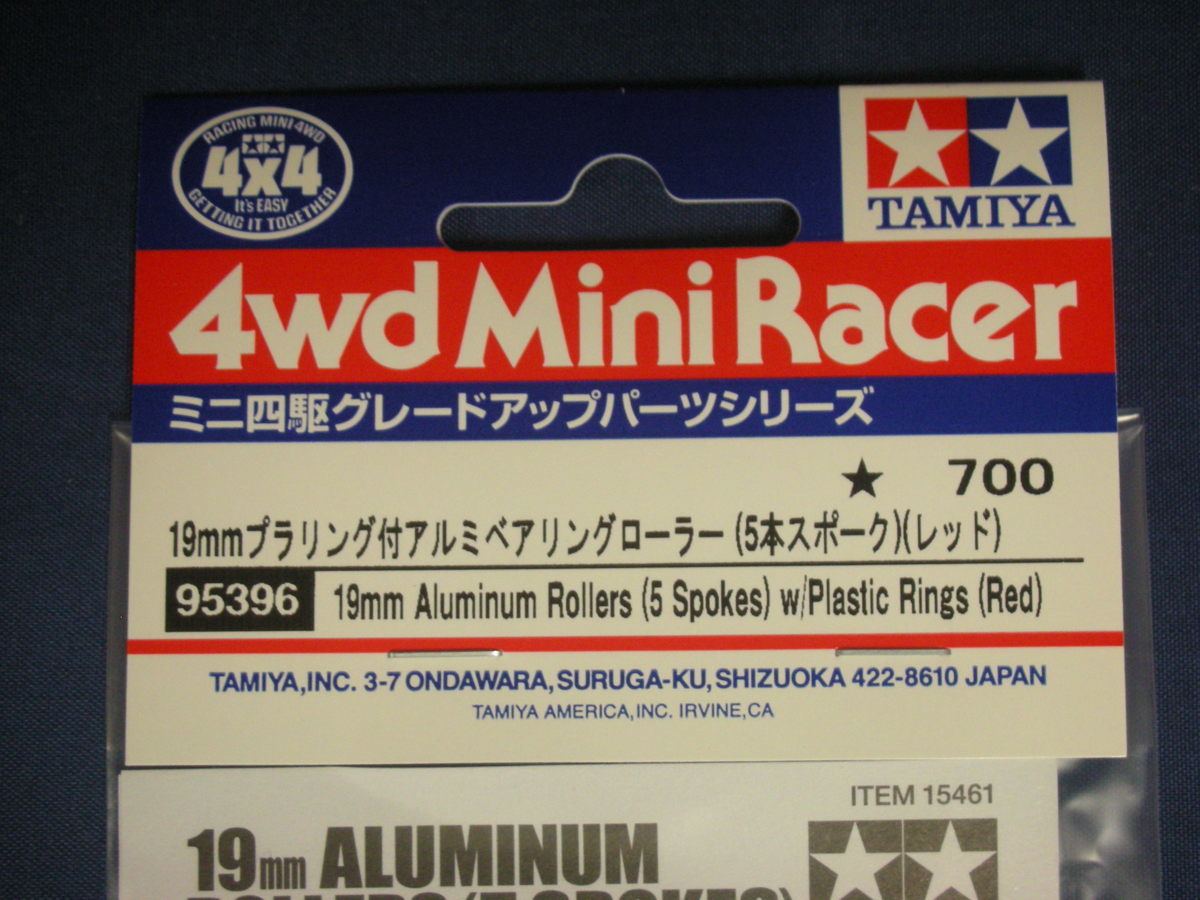 RACING MINI 4WD
4x4
It's EASY
GETTING IT TOGETHER
TAMIYA
4wd Mini Racer
ミニ四駆グレードアップパーツシリーズ
★ 700
19mmプラリング付アルミベアリングローラー (5本スポーク)(レッド)
95396 19mm Aluminum Rollers (5 Spokes) w/Plastic Rings (Red)
TAMIYA,INC. 3-7 ONDAWARA, SURUGA-KU, SHIZUOKA 422-8610 JAPAN
TAMIYA AMERICA,INC. IRVINE,CA
ITEM 15461
19mm ALUMINUM
ROLLERS (5 SPOKES)